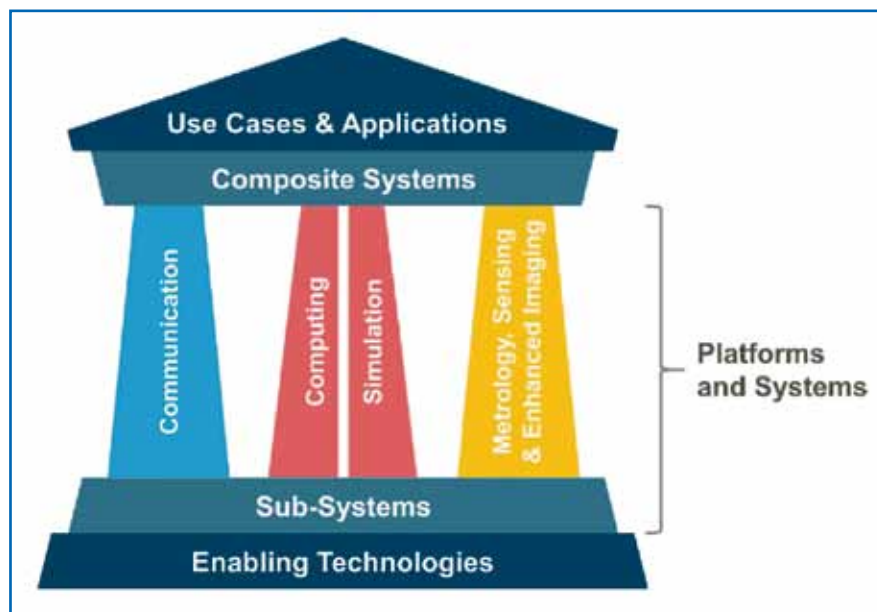 Use Cases & Applications
Composite Systems
Communication
Computing
Simulation
Metrology, Sensing
& Enhanced Imaging
Platforms
and Systems
Sub-Systems
Enabling Technologies